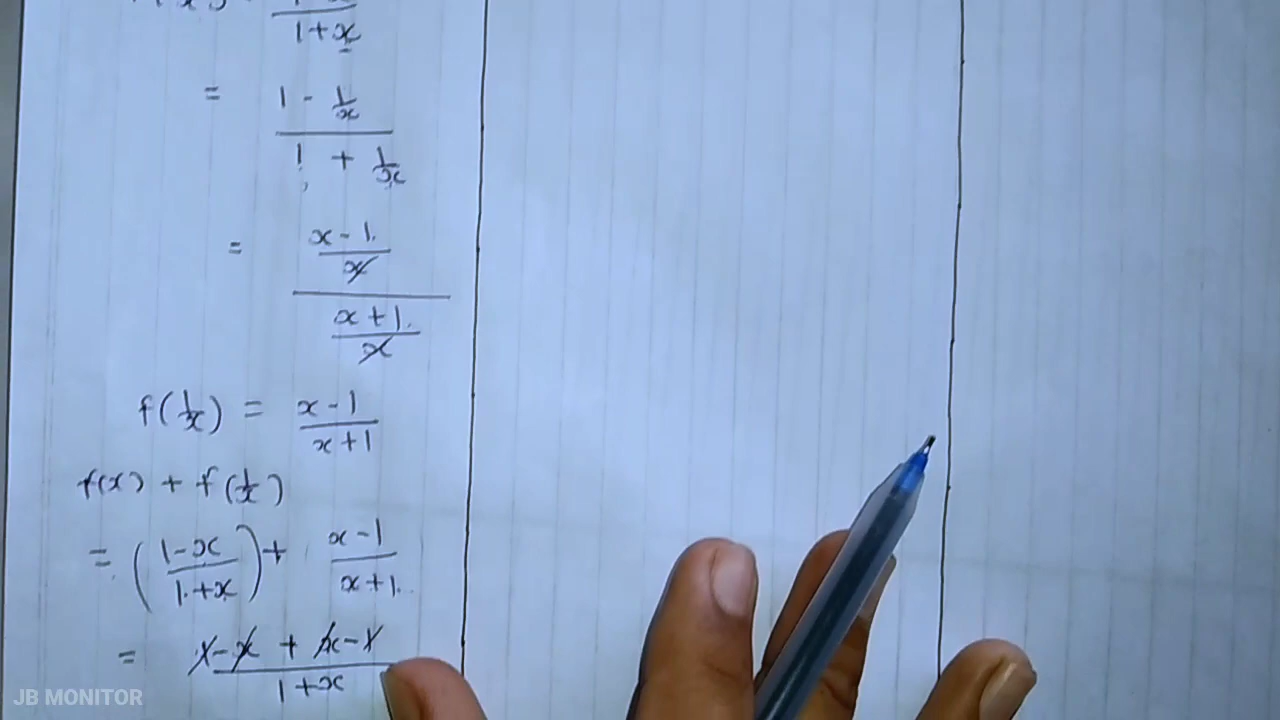 1+x
= 1 - 1/x
1 + 1/x
= x-1
x
x+1
x
f(1/x) = x-1
x+1
f(x) + f(1/x)
= (1-x/1+x) + x-1
x+1
= 1-x + x-1
1+x
JB MONITOR